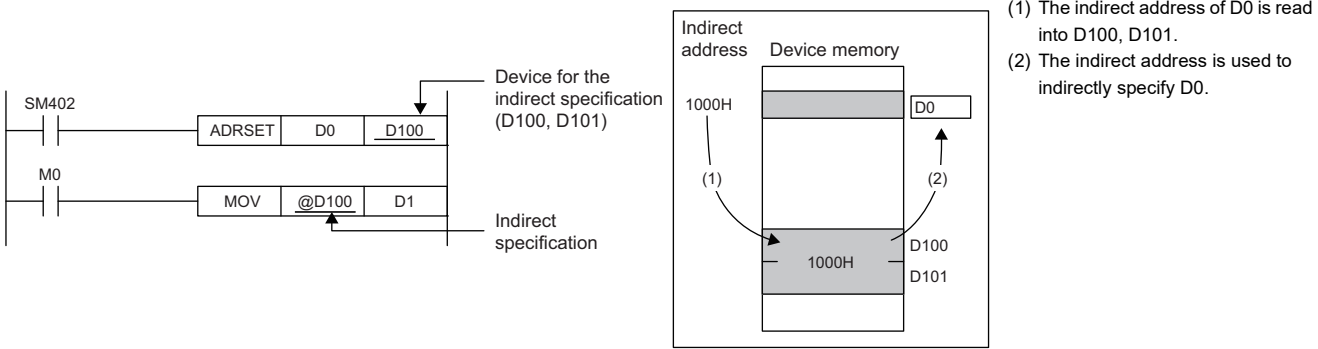 SM402
ADRSET D0 D100
Device for the
indirect specification
(D100, D101)
M0
MOV @D100 D1
Indirect
specification
Indirect
address
Device memory
1000H
D0
(1)
(2)
1000H
D100
D101
(1) The indirect address of D0 is read
into D100, D101.
(2) The indirect address is used to
indirectly specify D0.